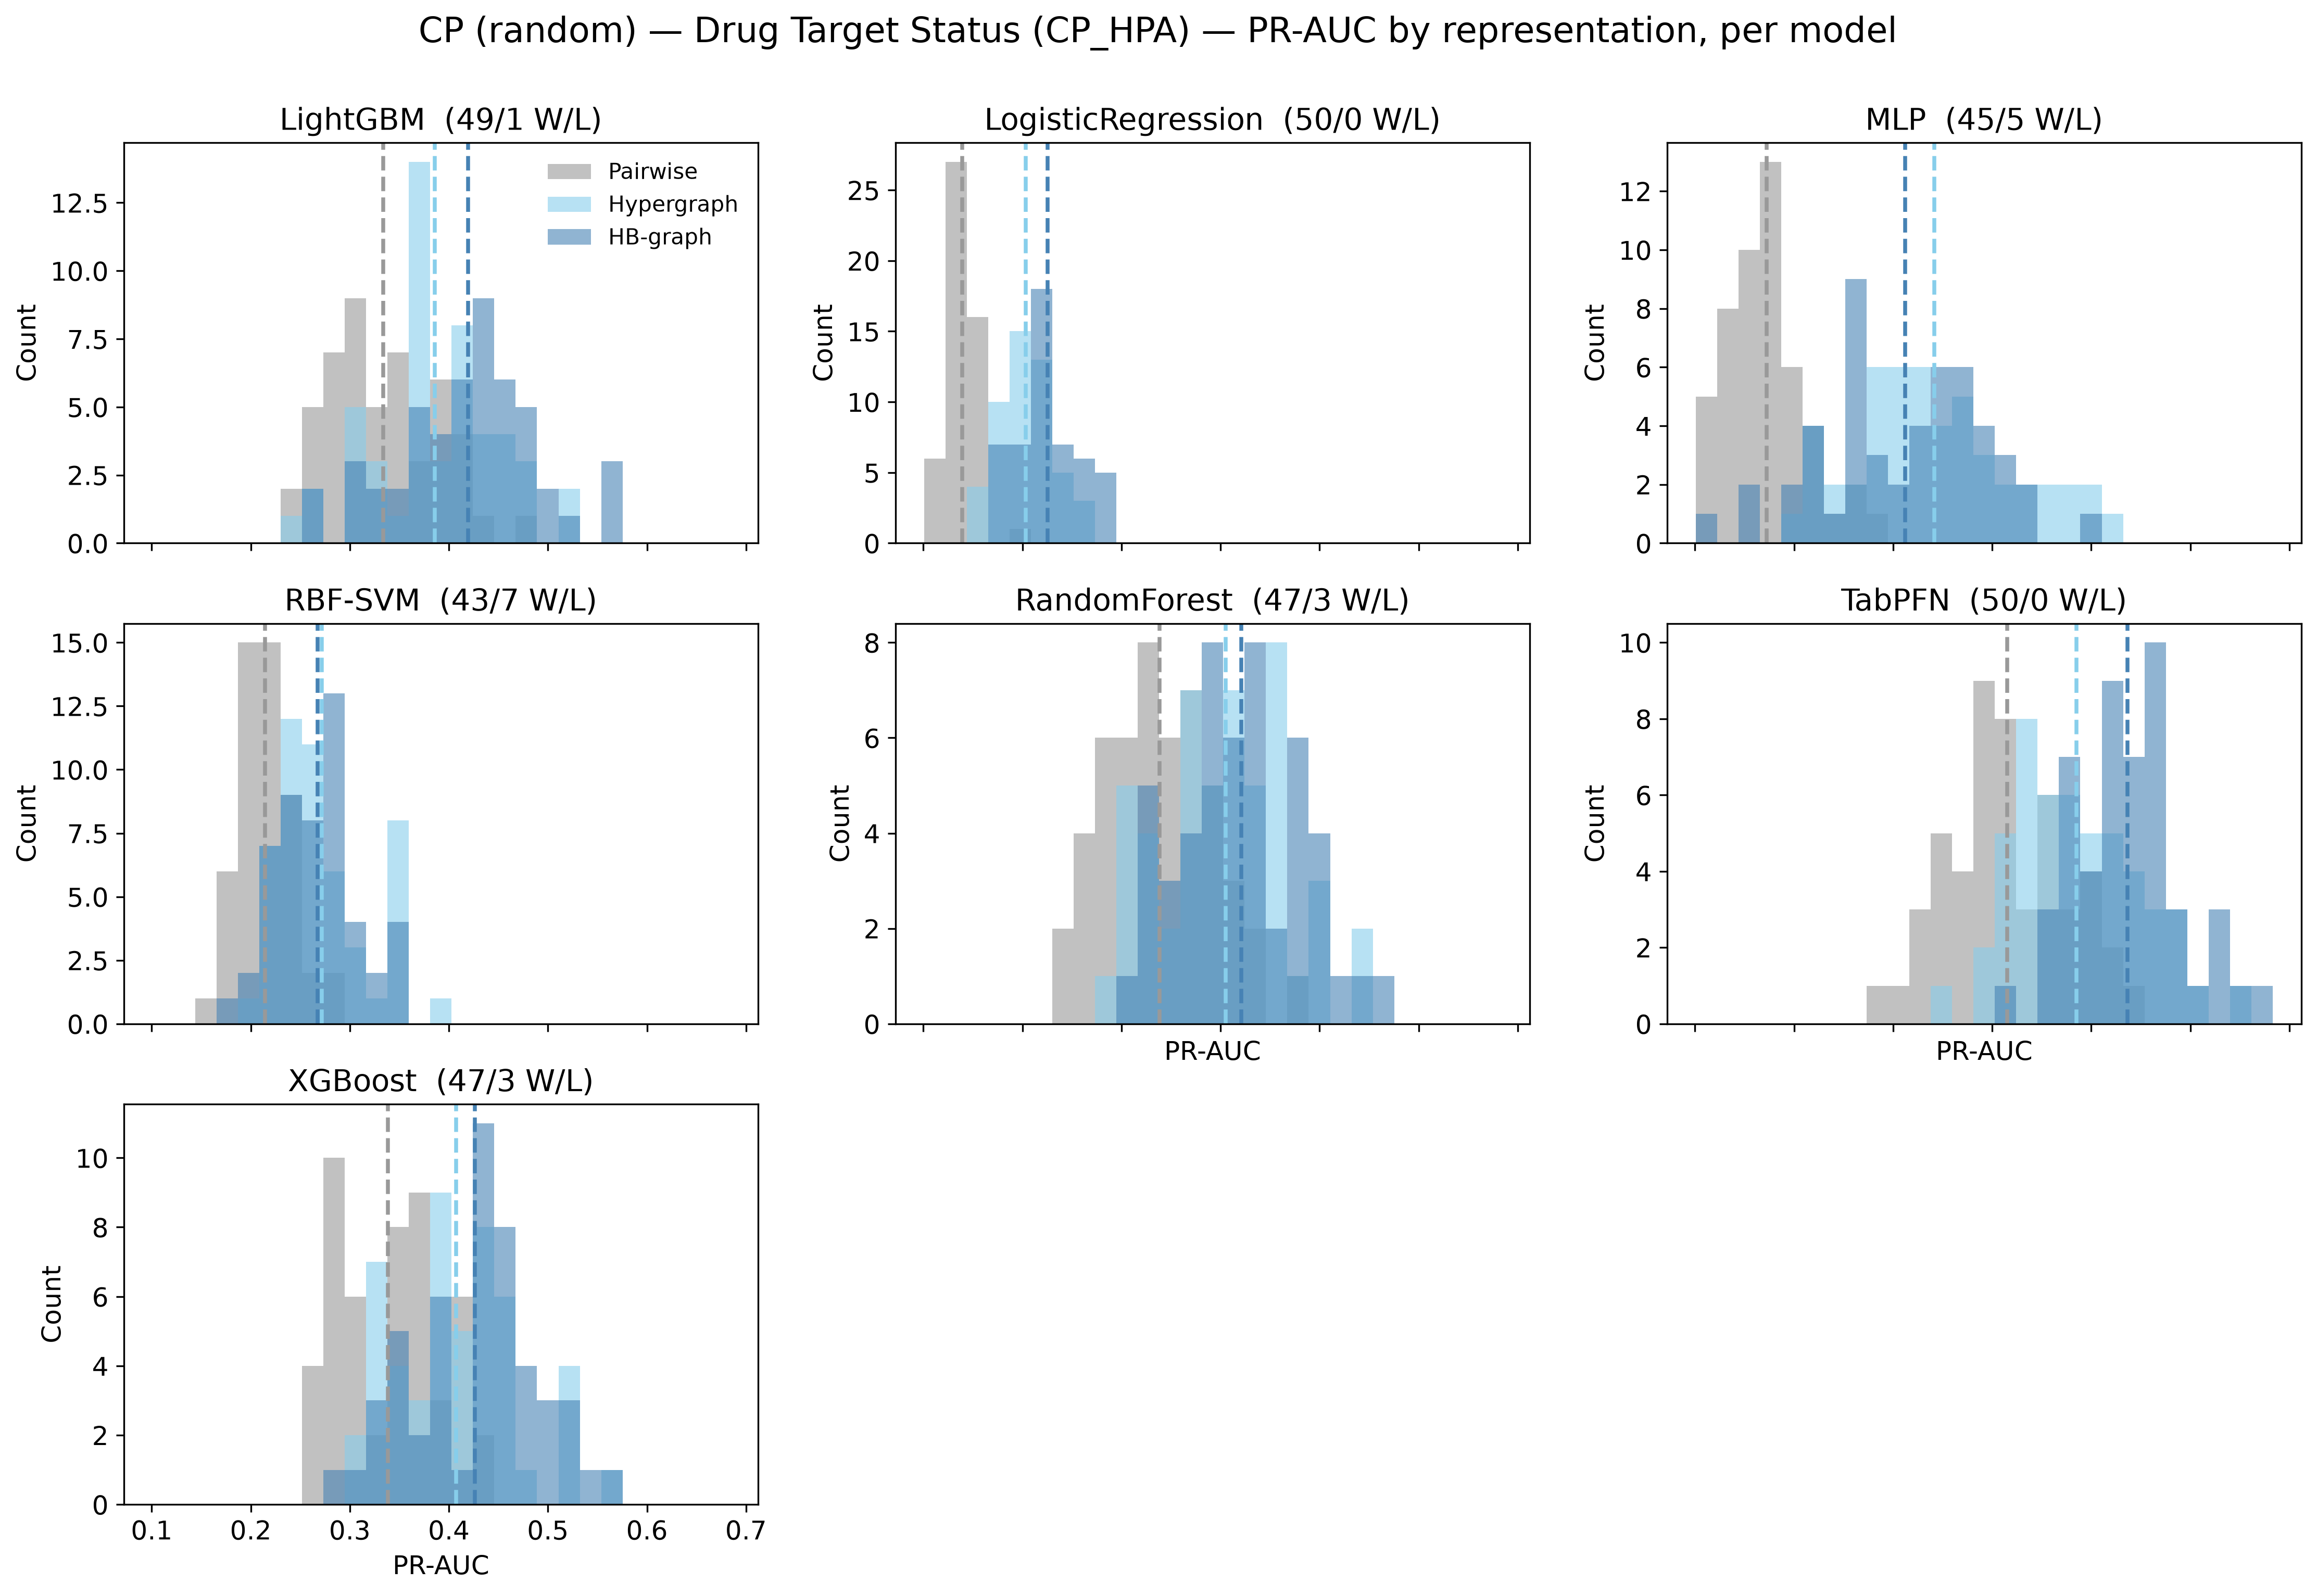 CP (random) — Drug Target Status (CP_HPA) — PR-AUC by representation, per model
LightGBM (49/1 W/L)
Count
12.5
10.0
7.5
5.0
2.5
0.0
Pairwise
Hypergraph
HB-graph
LogisticRegression (50/0 W/L)
Count
25
20
15
10
5
0
MLP (45/5 W/L)
Count
12
10
8
6
4
2
0
RBF-SVM (43/7 W/L)
Count
15.0
12.5
10.0
7.5
5.0
2.5
0.0
RandomForest (47/3 W/L)
Count
8
6
4
2
0
PR-AUC
TabPFN (50/0 W/L)
Count
10
8
6
4
2
0
PR-AUC
XGBoost (47/3 W/L)
Count
10
8
6
4
2
0
0.1 0.2 0.3 0.4 0.5 0.6 0.7
PR-AUC